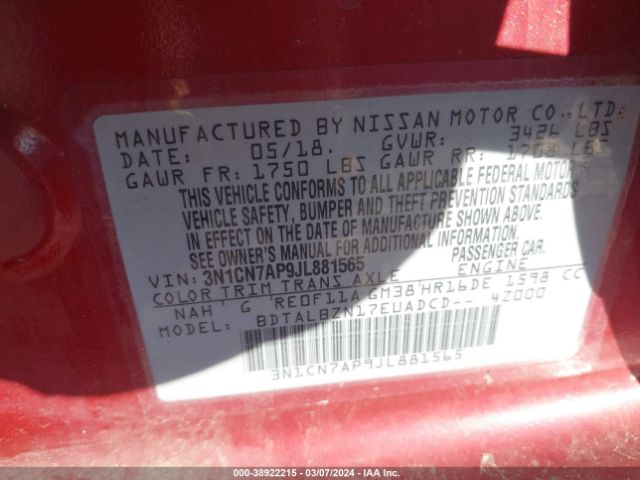 MANUFACTURED BY NISSAN MOTOR CO., LTD.
DATE: 05/18. GVWR: 3426 LBS
GAWR FR: 1750 LBS GAWR RR: 1703 LBS
THIS VEHICLE CONFORMS TO ALL APPLICABLE FEDERAL MOTOR
VEHICLE SAFETY, BUMPER AND THEFT PREVENTION STANDARDS
IN EFFECT ON THE DATE OF MANUFACTURE SHOWN ABOVE.
SEE OWNER'S MANUAL FOR ADDITIONAL INFORMATION.
VIN: 3N1CN7AP9JL881565 PASSENGER CAR.
COLOR TRIM TRANS AXLE ENGINE
NAH G RE0F11A GM38 HR16DE 1598 CC
MODEL: BDTALBZN17EUADCD-- 4Z000
3N1CN7AP9JL881565
000-38922215 - 03/07/2024 - IAA Inc.